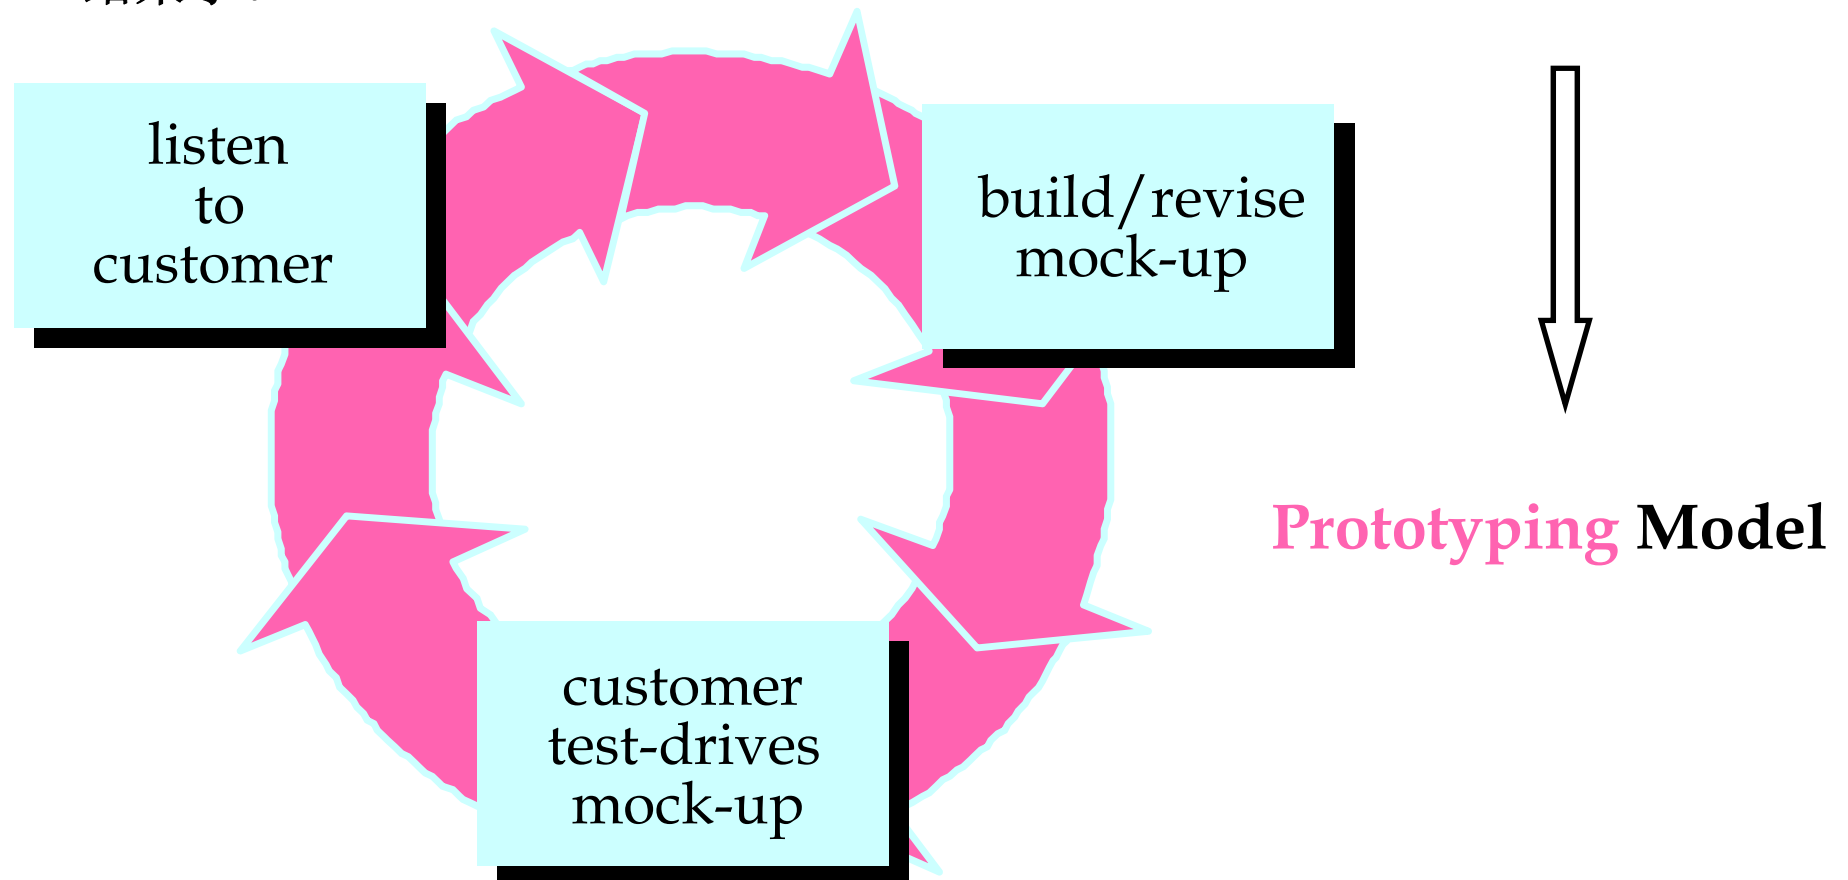 listen
to
customer
build/revise
mock-up
Prototyping Model
customer
test-drives
mock-up